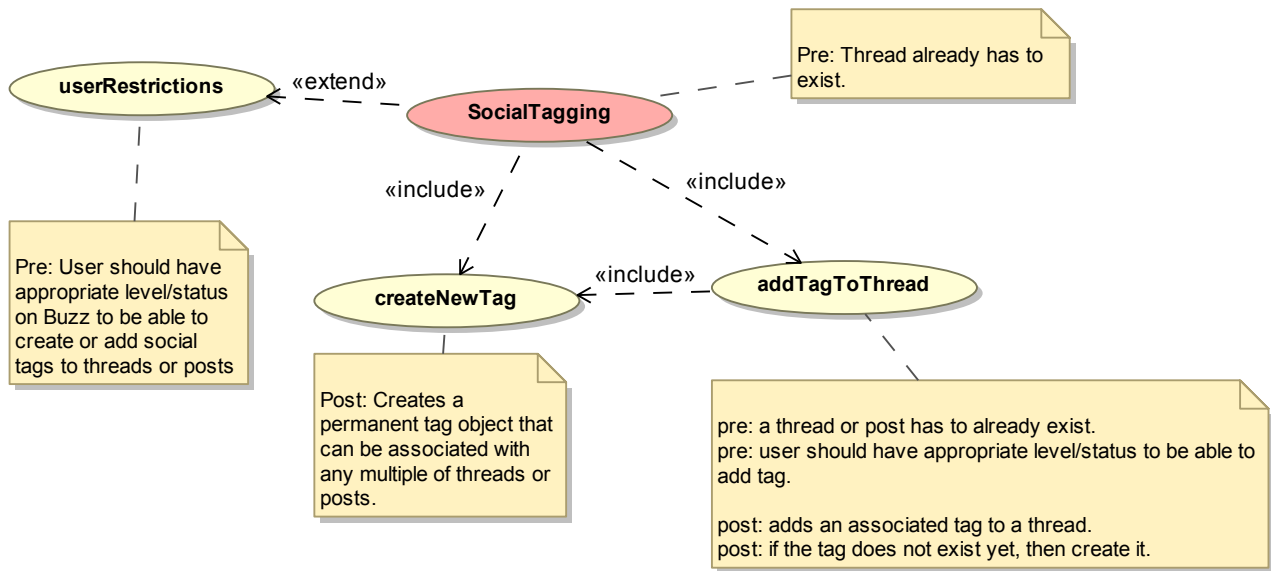 Pre: Thread already has to
exist.
userRestrictions
«extend»
SocialTagging
«include»
«include»
Pre: User should have
appropriate level/status
on Buzz to be able to
create or add social
tags to threads or posts
createNewTag
«include»
addTagToThread
Post: Creates a
permanent tag object that
can be associated with
any multiple of threads or
posts.
pre: a thread or post has to already exist.
pre: user should have appropriate level/status to be able to
add tag.
post: adds an associated tag to a thread.
post: if the tag does not exist yet, then create it.